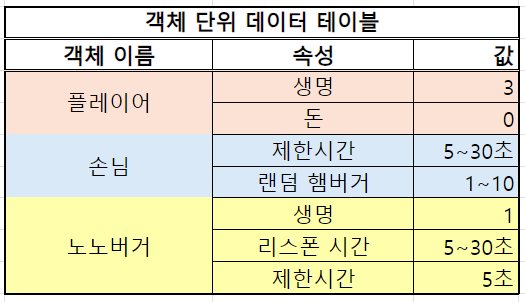 객체 단위 데이터 테이블
객체 이름 속성 값
플레이어 생명 3
돈 0
손님 제한시간 5~30초
랜덤 햄버거 1~10
노노버거 생명 1
리스폰 시간 5~30초
제한시간 5초